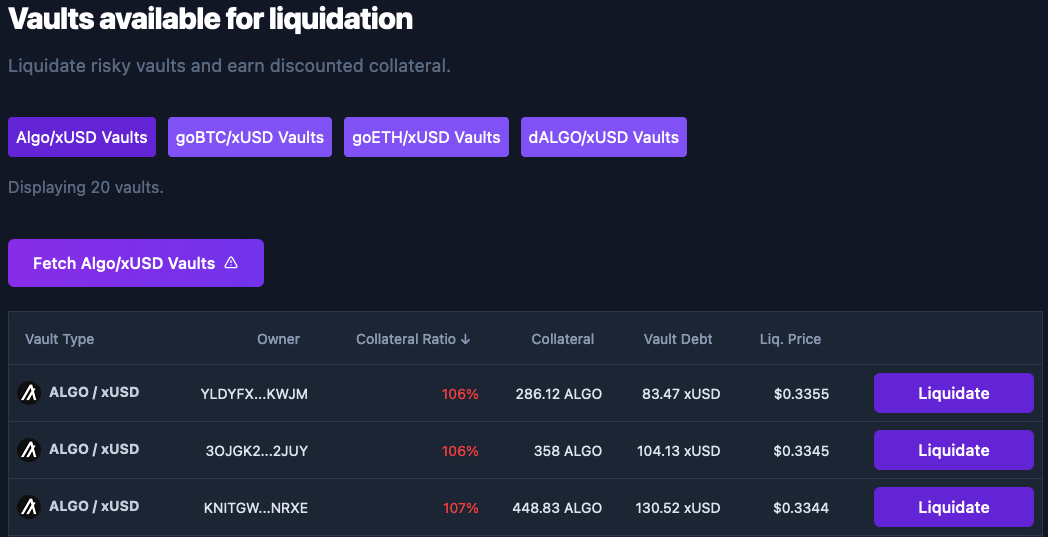 Vaults available for liquidation
Liquidate risky vaults and earn discounted collateral.
Algo/xUSD Vaults goBTC/xUSD Vaults goETH/xUSD Vaults dALGO/xUSD Vaults
Displaying 20 vaults.
Fetch Algo/xUSD Vaults
Vault Type Owner Collateral Ratio ↓ Collateral Vault Debt Liq. Price
ALGO / xUSD YLDYFX...KWJM 106% 286.12 ALGO 83.47 xUSD $0.3355 Liquidate
ALGO / xUSD 3OJGK2...2JUY 106% 358 ALGO 104.13 xUSD $0.3345 Liquidate
ALGO / xUSD KNITGW...NRXE 107% 448.83 ALGO 130.52 xUSD $0.3344 Liquidate